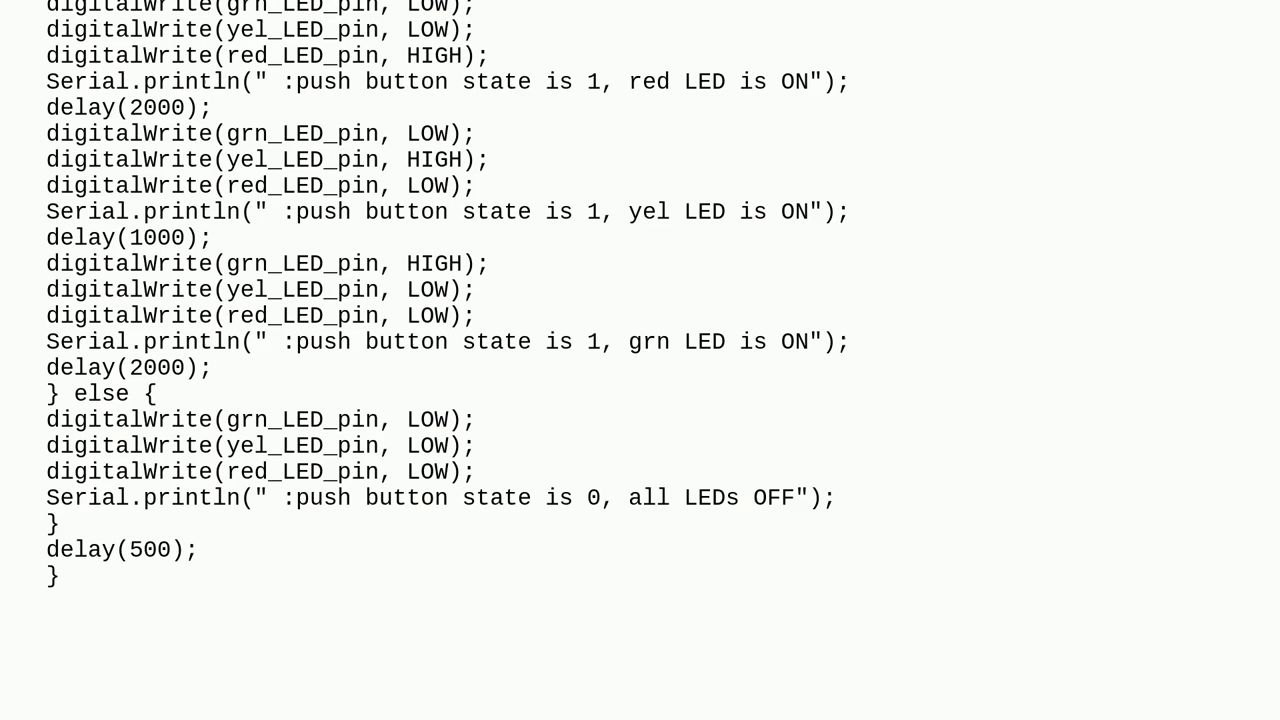 digitalWrite(grn_LED_pin, LOW);
digitalWrite(yel_LED_pin, LOW);
digitalWrite(red_LED_pin, HIGH);
Serial.println(" :push button state is 1, red LED is ON");
delay(2000);
digitalWrite(grn_LED_pin, LOW);
digitalWrite(yel_LED_pin, HIGH);
digitalWrite(red_LED_pin, LOW);
Serial.println(" :push button state is 1, yel LED is ON");
delay(1000);
digitalWrite(grn_LED_pin, HIGH);
digitalWrite(yel_LED_pin, LOW);
digitalWrite(red_LED_pin, LOW);
Serial.println(" :push button state is 1, grn LED is ON");
delay(2000);
} else {
digitalWrite(grn_LED_pin, LOW);
digitalWrite(yel_LED_pin, LOW);
digitalWrite(red_LED_pin, LOW);
Serial.println(" :push button state is 0, all LEDs OFF");
}
delay(500);
}